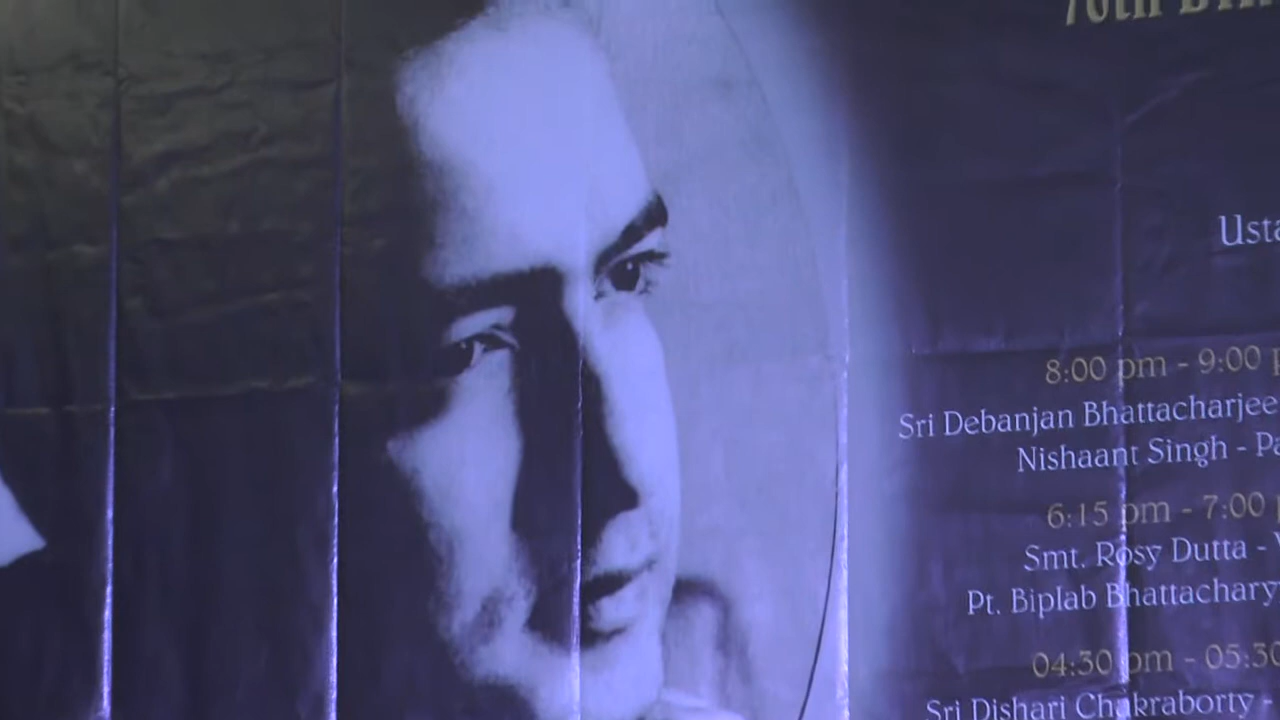 70th
Usta
8:00 pm - 9:00 p
Sri Debanjan Bhattacharjee
Nishaant Singh - Pa
6:15 pm - 7:00
Smt. Rosy Dutta - V
Pt. Biplab Bhattachary
04:30 pm - 05:30
Sri Dishari Chakraborty -